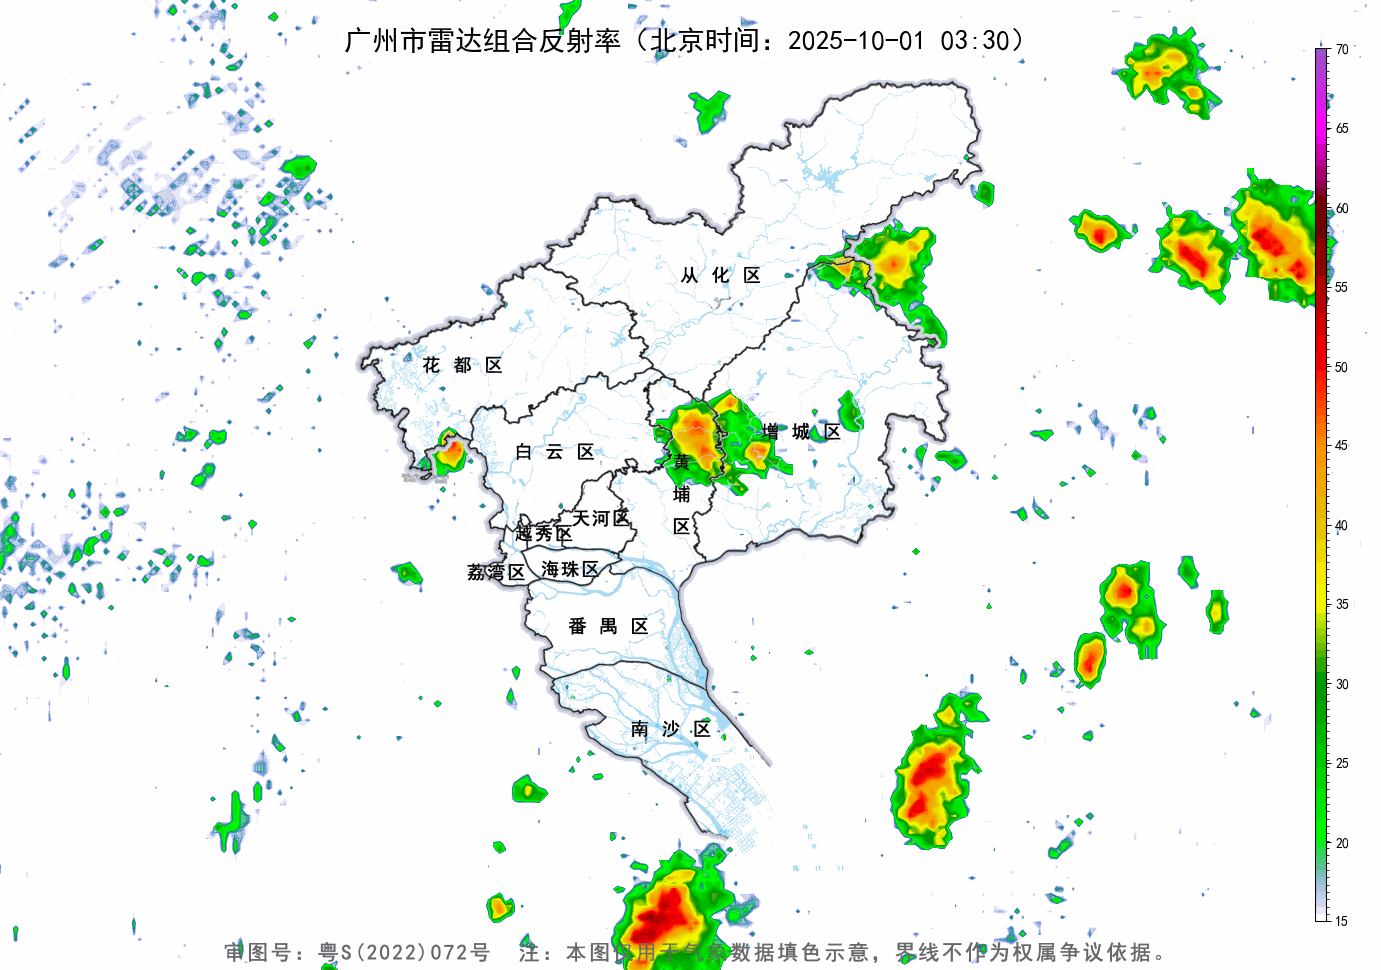 广州市雷达组合反射率（北京时间：2025-10-01 03:30）
70
65
60
55
50
45
40
35
30
25
20
15
从化区
花都区
增城区
白云区
黄埔区
天河区
越秀区
荔湾区
海珠区
番禺区
南沙区
审图号：粤S(2022)072号 注：本图仅用于气象数据填色示意，界线不作为权属争议依据。